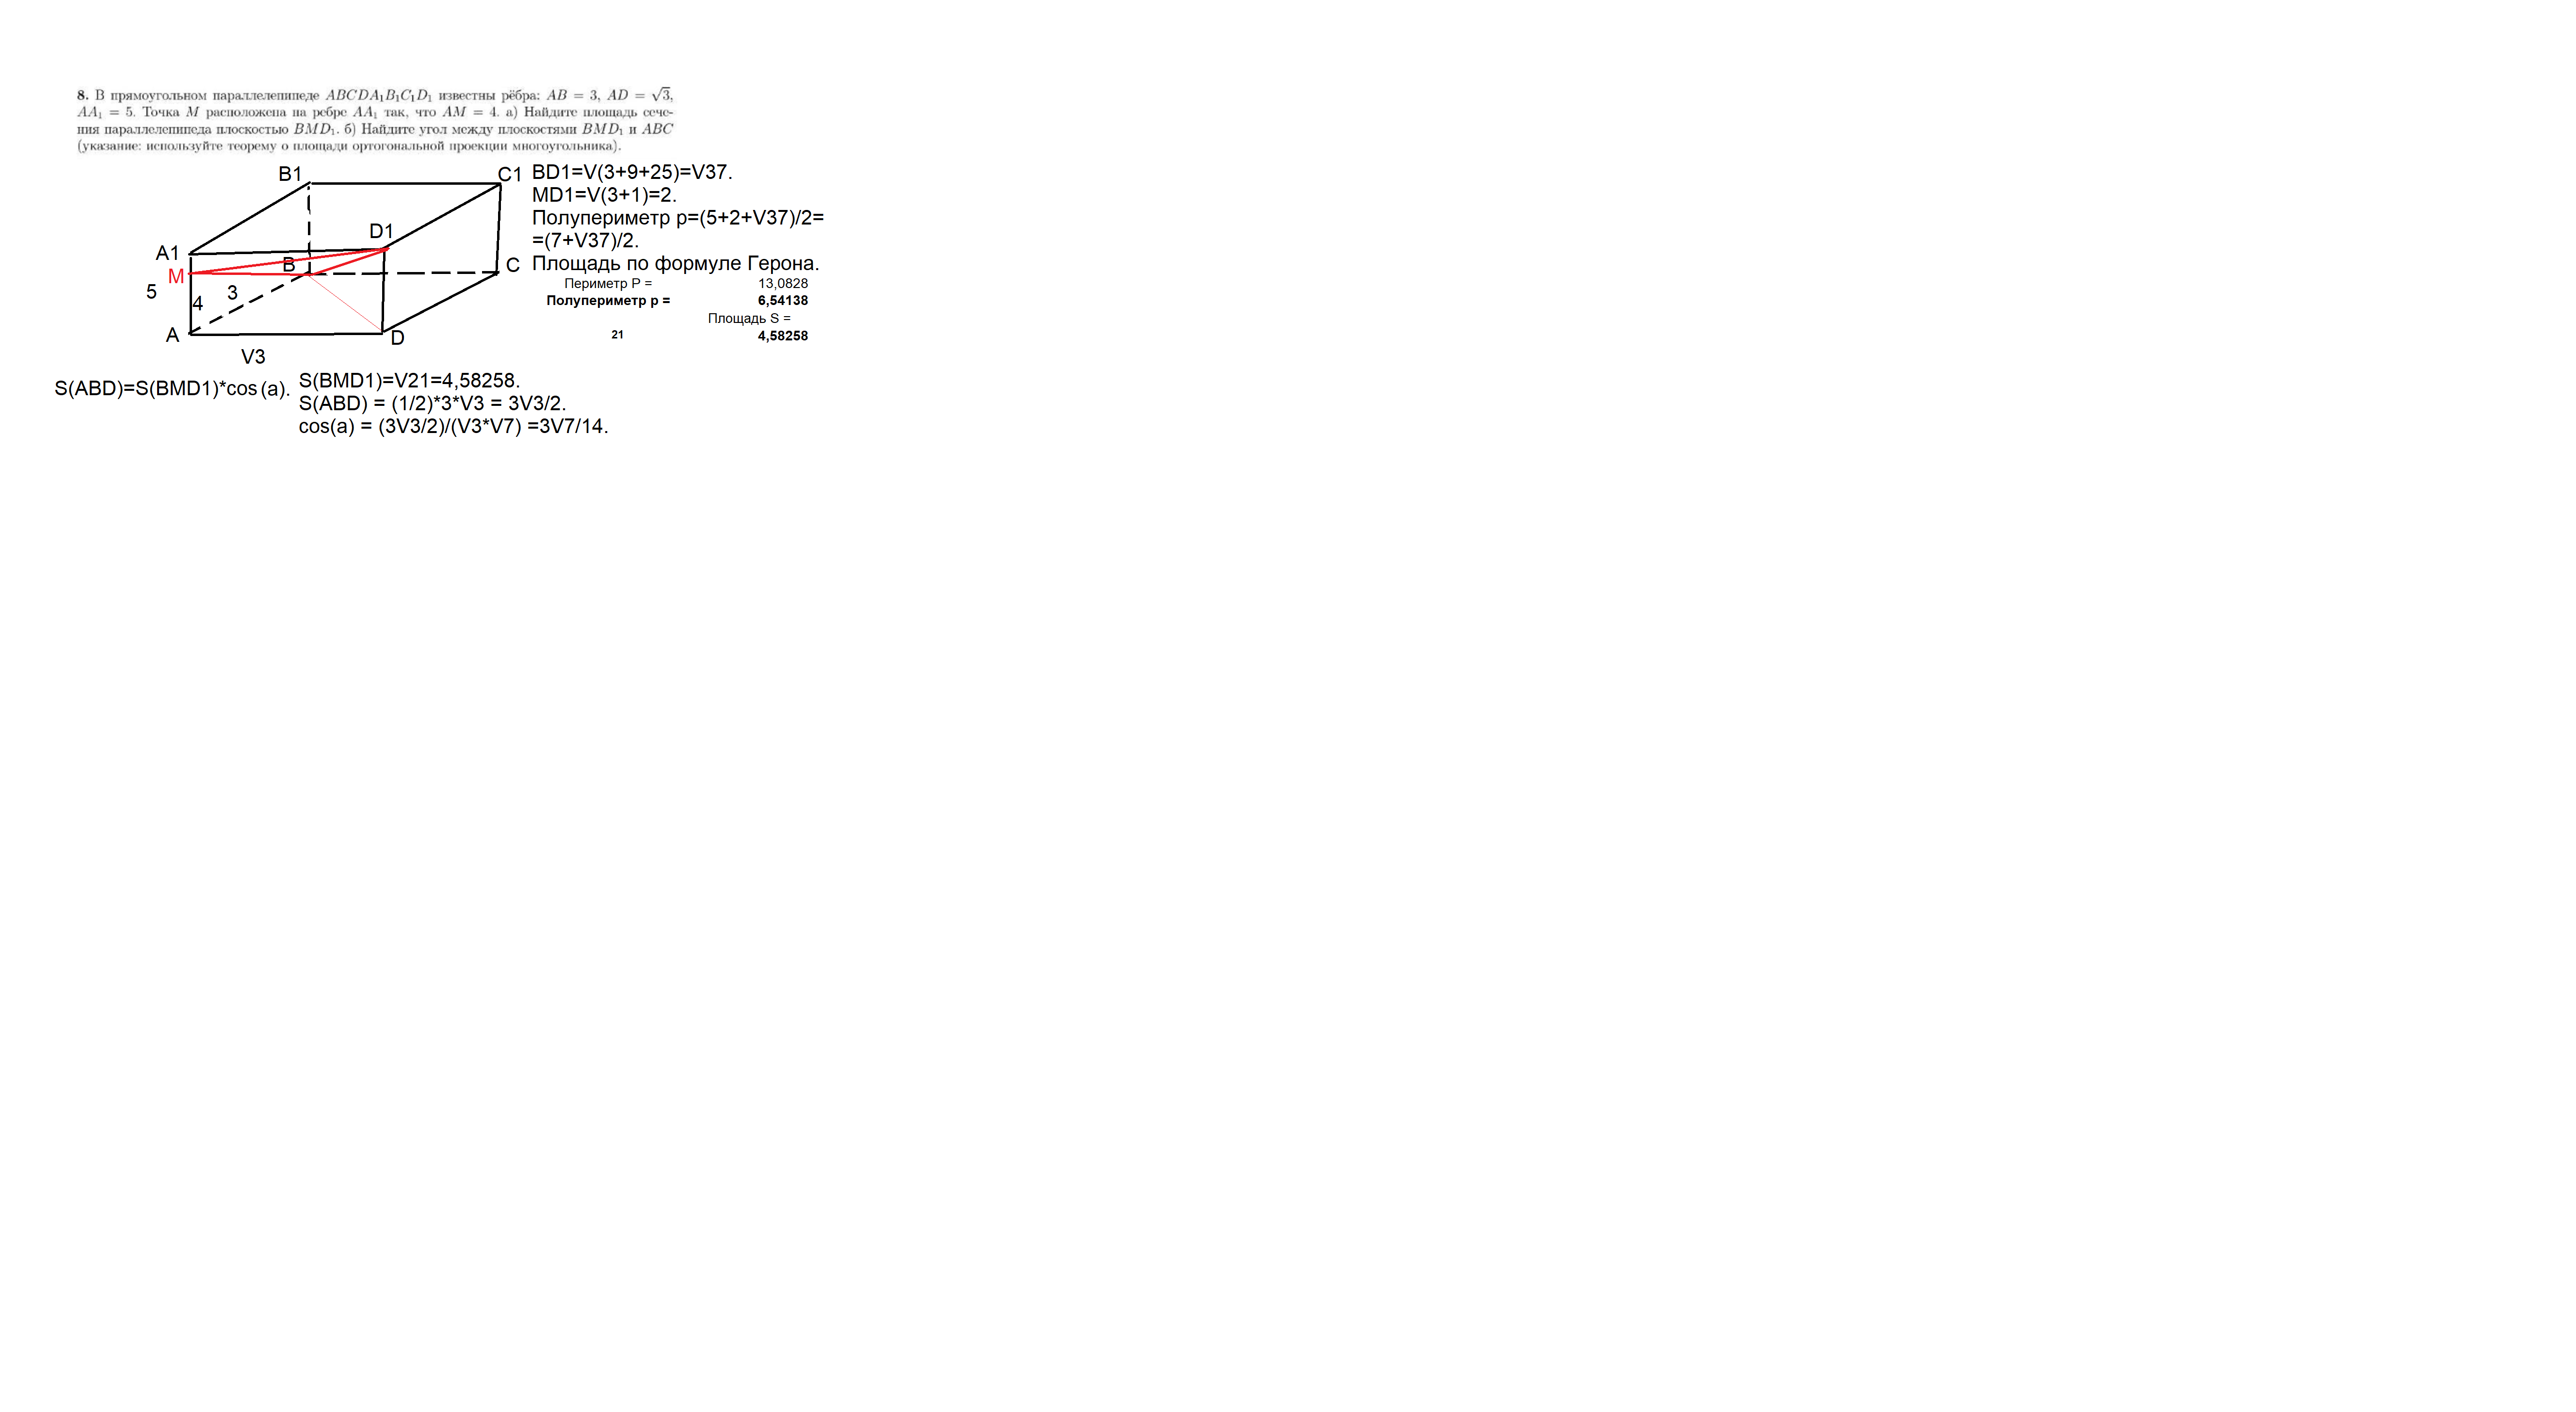 8. В прямоугольном параллелепипеде ABCDA₁B₁C₁D₁ известны рёбра: AB = 3, AD = √3,
AA₁ = 5. Точка M расположена на ребре AA₁ так, что AM = 4. а) Найдите площадь сече-
ния параллелепипеда плоскостью BMD₁. б) Найдите угол между плоскостями BMD₁ и ABC
(указание: используйте теорему о площади ортогональной проекции многоугольника).
B1
C1
D1
A1
M
B
C
5
3
4
A
D
V3
BD1=V(3+9+25)=V37.
MD1=V(3+1)=2.
Полупериметр p=(5+2+V37)/2=
=(7+V37)/2.
Площадь по формуле Герона.
Периметр P = 13,0828
Полупериметр p = 6,54138
Площадь S =
21 4,58258
S(ABD)=S(BMD1)*cos (a).
S(BMD1)=V21=4,58258.
S(ABD) = (1/2)*3*V3 = 3V3/2.
cos(a) = (3V3/2)/(V3*V7) =3V7/14.